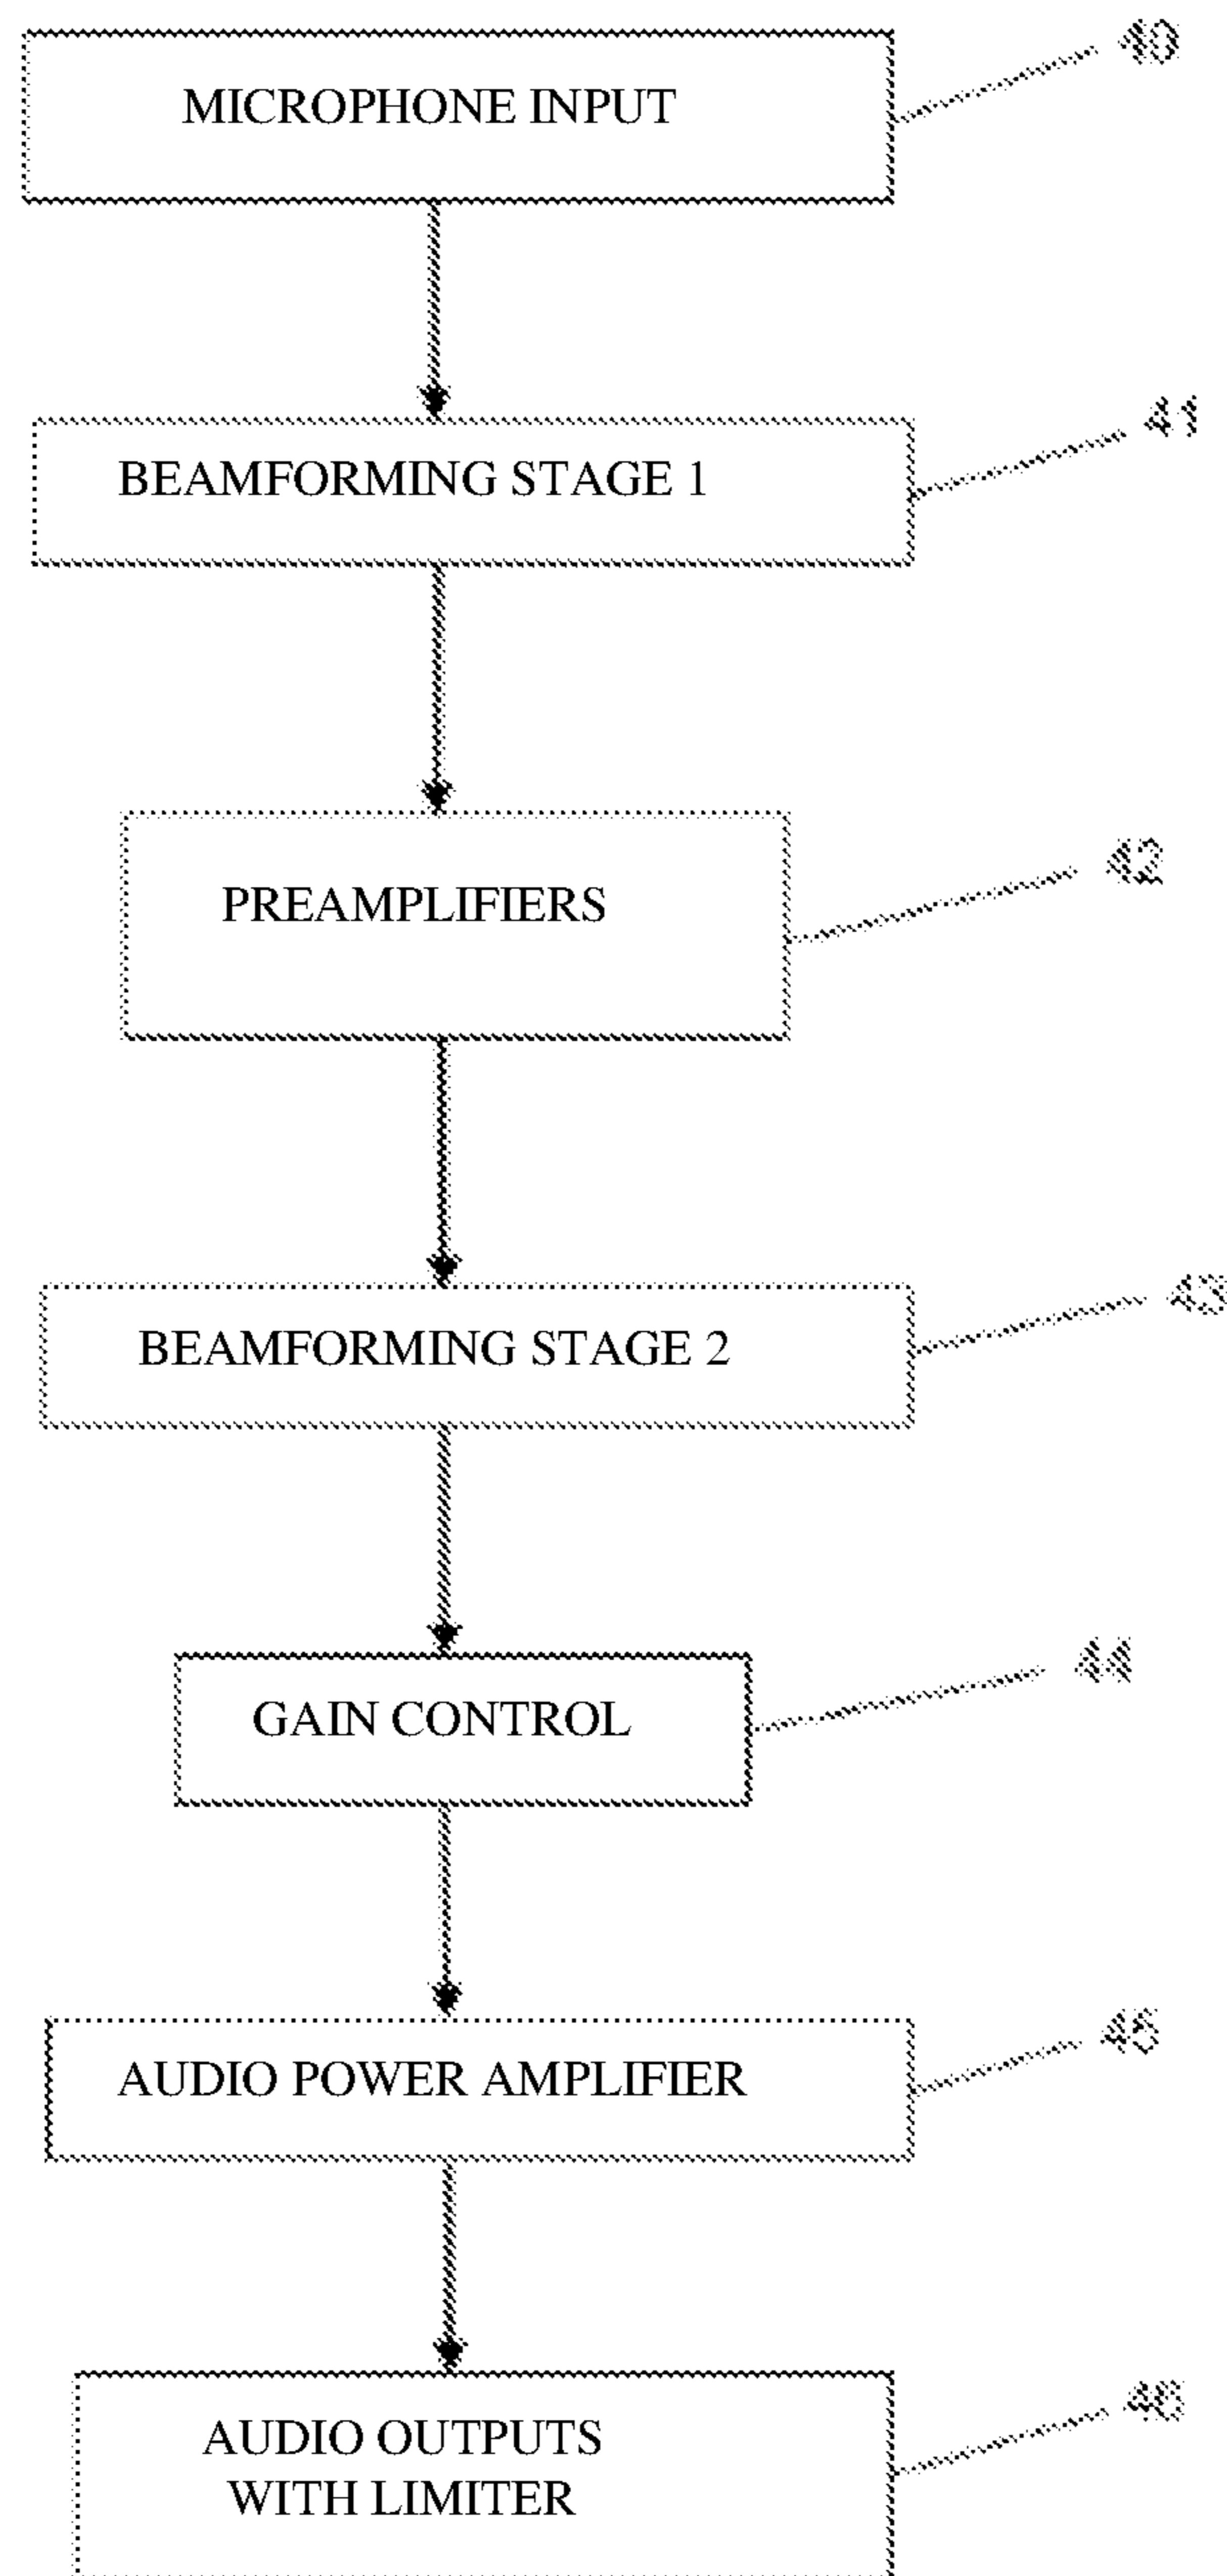 40
MICROPHONE INPUT
41
BEAMFORMING STAGE 1
42
PREAMPLIFIERS
43
BEAMFORMING STAGE 2
44
GAIN CONTROL
45
AUDIO POWER AMPLIFIER
46
AUDIO OUTPUTS
WITH LIMITER